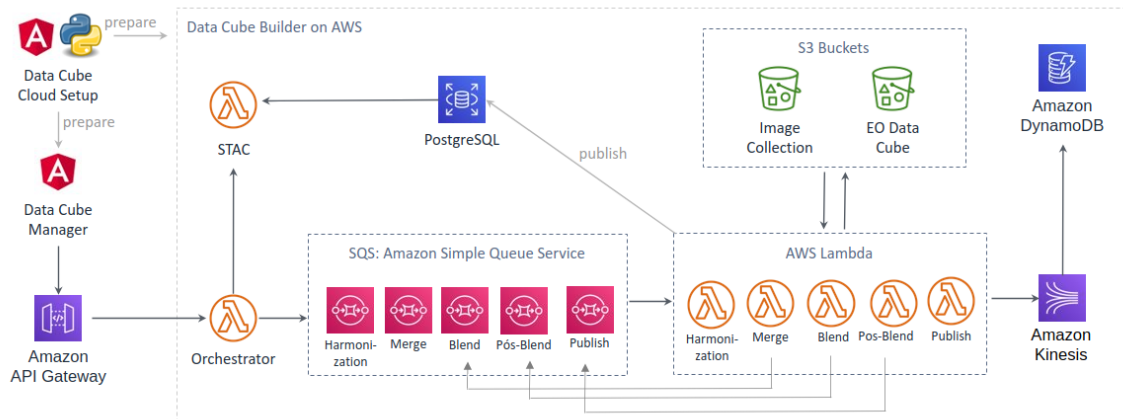 prepare
Data Cube Builder on AWS
Data Cube
Cloud Setup
prepare
Data Cube
Manager
Amazon
API Gateway
STAC
PostgreSQL
publish
Orchestrator
S3 Buckets
Image
Collection
EO Data
Cube
Amazon
DynamoDB
SQS: Amazon Simple Queue Service
Harmoni-
zation
Merge
Blend
Pós-Blend
Publish
AWS Lambda
Harmoni-
zation
Merge
Blend
Pos-Blend
Publish
Amazon
Kinesis